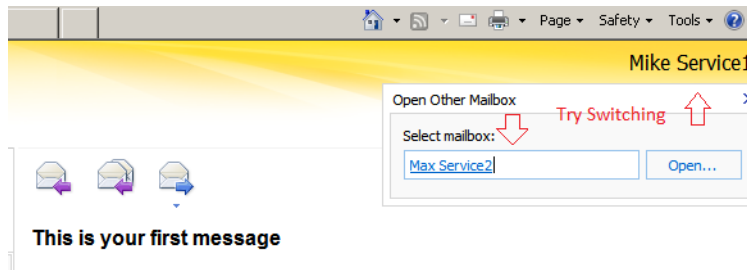 Page Safety Tools
Mike Service1
Open Other Mailbox
Try Switching
Select mailbox:
Max Service2
Open...
This is your first message